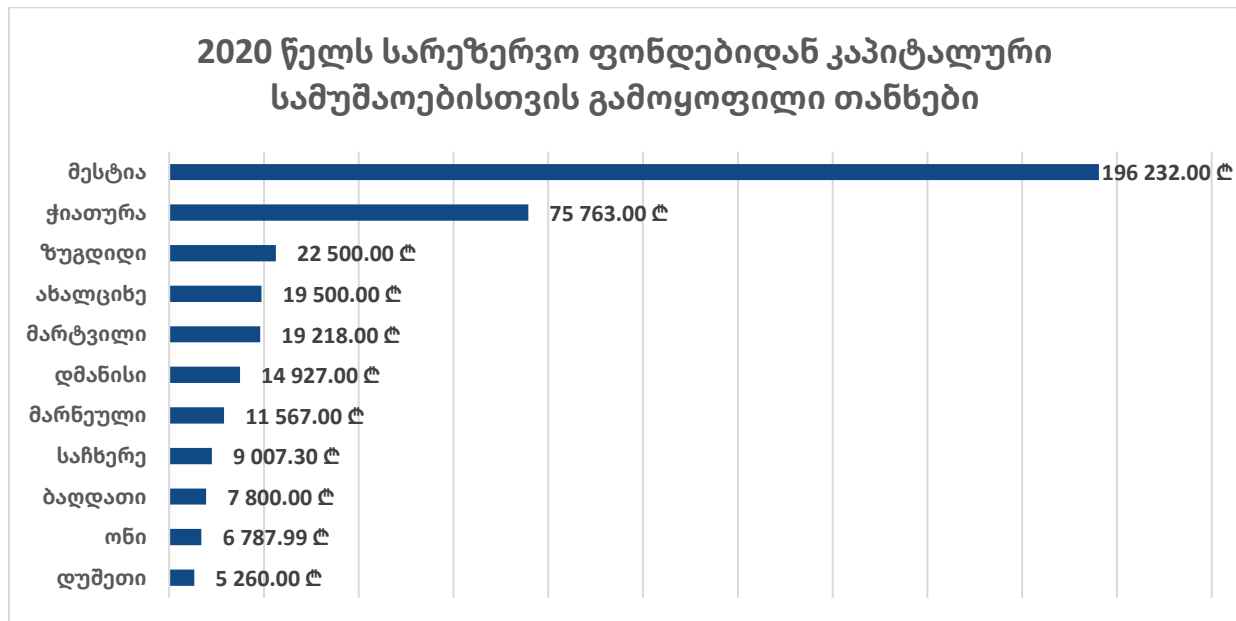 2020 წელს სარეზერვო ფონდებიდან კაპიტალური
სამუშაოებისთვის გამოყოფილი თანხები
მესტია 196 232.00 ₾
ჭიათურა 75 763.00 ₾
ზუგდიდი 22 500.00 ₾
ახალციხე 19 500.00 ₾
მარტვილი 19 218.00 ₾
დმანისი 14 927.00 ₾
მარნეული 11 567.00 ₾
საჩხერე 9 007.30 ₾
ბაღდათი 7 800.00 ₾
ონი 6 787.99 ₾
დუშეთი 5 260.00 ₾